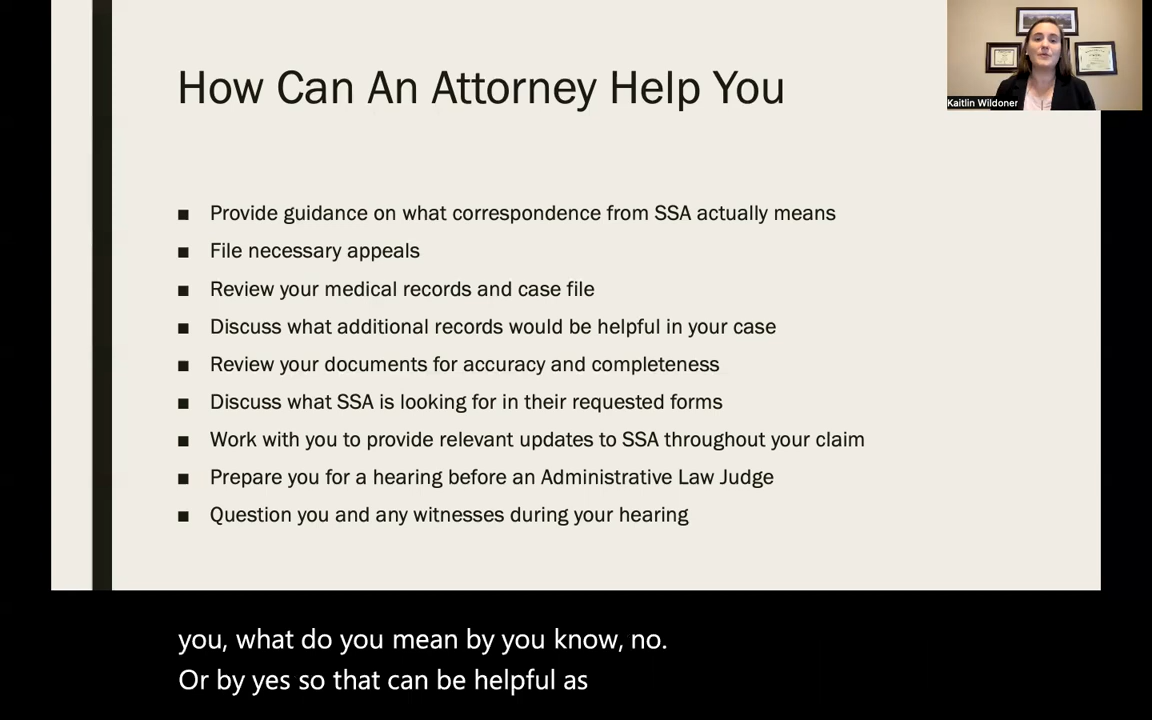 How Can An Attorney Help You
Kaitlin Wildoner
■ Provide guidance on what correspondence from SSA actually means
■ File necessary appeals
■ Review your medical records and case file
■ Discuss what additional records would be helpful in your case
■ Review your documents for accuracy and completeness
■ Discuss what SSA is looking for in their requested forms
■ Work with you to provide relevant updates to SSA throughout your claim
■ Prepare you for a hearing before an Administrative Law Judge
■ Question you and any witnesses during your hearing
you, what do you mean by you know, no.
Or by yes so that can be helpful as